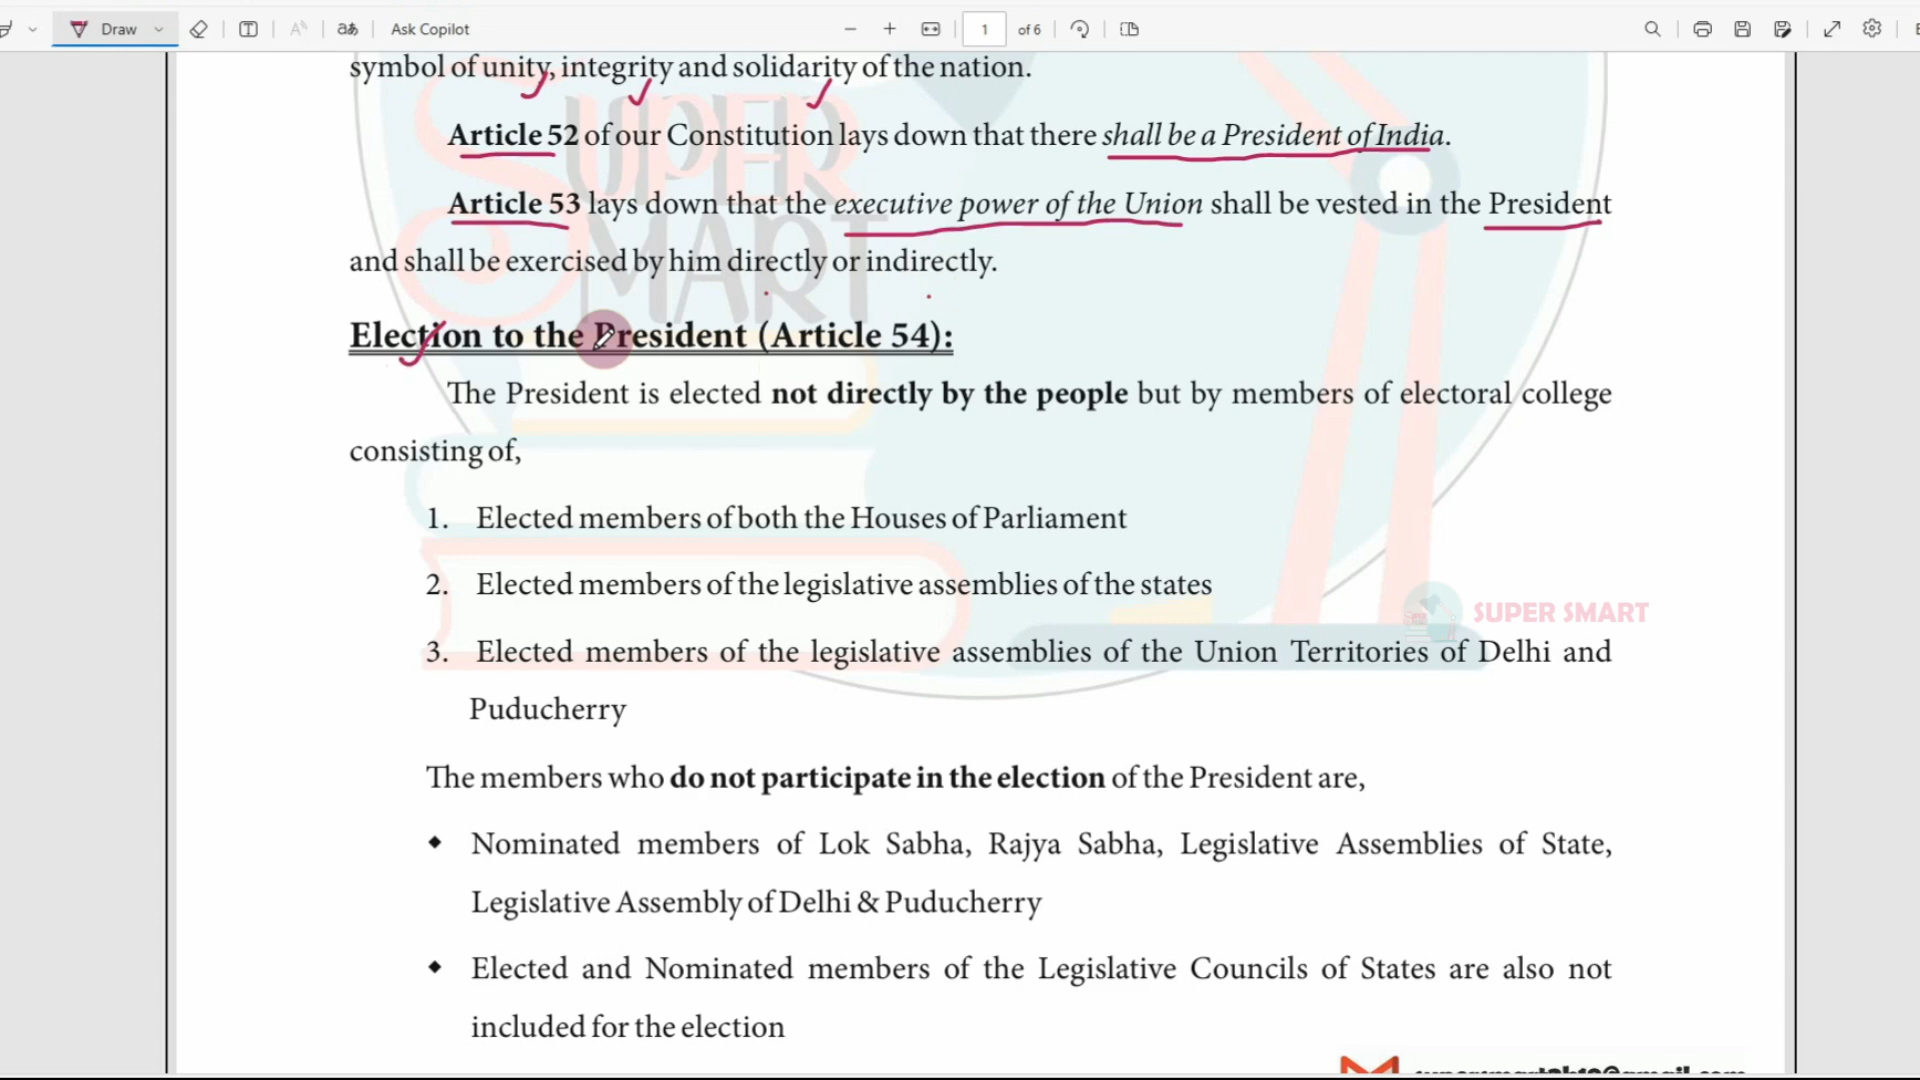 Draw
Ask Copilot
1 of 6
symbol of unity, integrity and solidarity of the nation.
Article 52 of our Constitution lays down that there shall be a President of India.
Article 53 lays down that the executive power of the Union shall be vested in the President
and shall be exercised by him directly or indirectly.
Election to the President (Article 54):
The President is elected not directly by the people but by members of electoral college
consisting of,
1. Elected members of both the Houses of Parliament
2. Elected members of the legislative assemblies of the states
3. Elected members of the legislative assemblies of the Union Territories of Delhi and
Puducherry
The members who do not participate in the election of the President are,
◆ Nominated members of Lok Sabha, Rajya Sabha, Legislative Assemblies of State,
Legislative Assembly of Delhi & Puducherry
◆ Elected and Nominated members of the Legislative Councils of States are also not
included for the election
SUPER
SMART
SUPER SMART